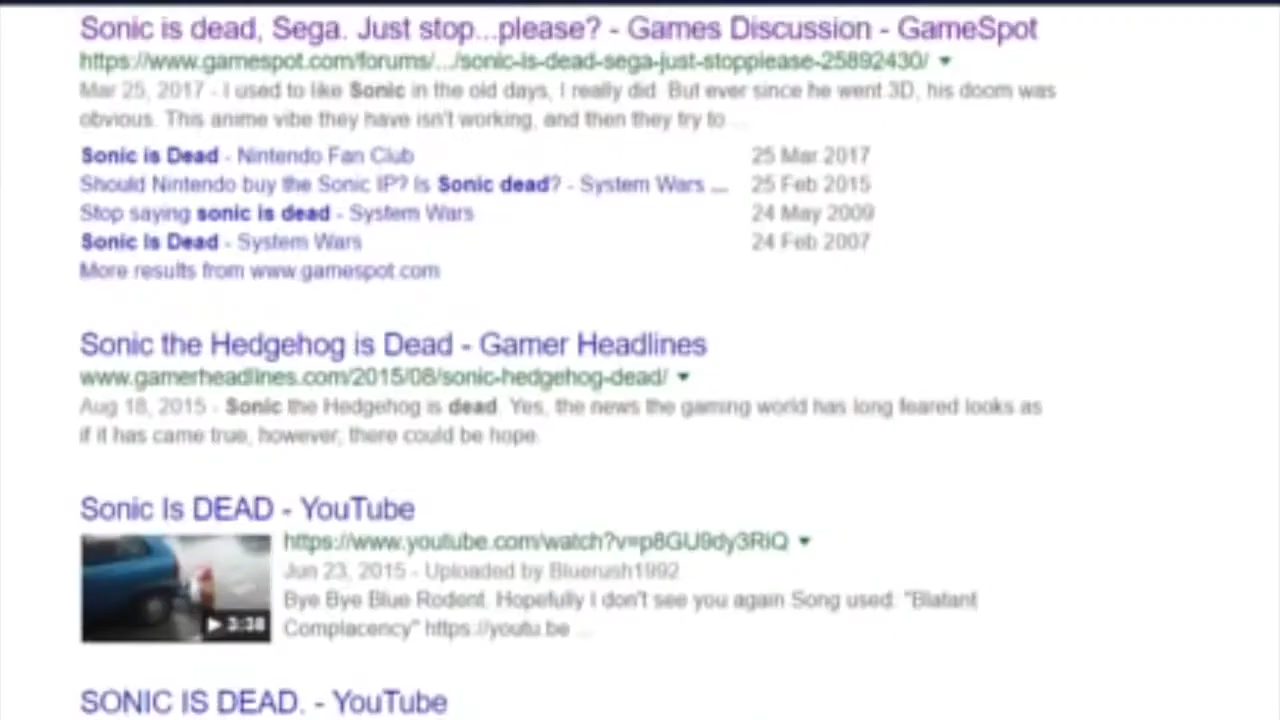 Sonic is dead, Sega. Just stop...please? - Games Discussion - GameSpot
https://www.gamespot.com/forums/.../sonic-is-dead-sega-just-stopplease-25892430/
Mar 25, 2017 - I used to like Sonic in the old days, I really did. But ever since he went 3D, his doom was
obvious. This anime vibe they have isn't working, and then they try to ...
Sonic is Dead - Nintendo Fan Club 25 Mar 2017
Should Nintendo buy the Sonic IP? Is Sonic dead? - System Wars ... 25 Feb 2015
Stop saying sonic is dead - System Wars 24 May 2009
Sonic Is Dead - System Wars 24 Feb 2007
More results from www.gamespot.com
Sonic the Hedgehog is Dead - Gamer Headlines
www.gamerheadlines.com/2015/08/sonic-hedgehog-dead/
Aug 18, 2015 - Sonic the Hedgehog is dead. Yes, the news the gaming world has long feared looks as
if it has came true, however, there could be hope.
Sonic Is DEAD - YouTube
https://www.youtube.com/watch?v=p8GU9dy3RlQ
Jun 23, 2015 - Uploaded by Bluerush1992
Bye Bye Blue Rodent. Hopefully I don't see you again Song used: "Blatant
Complacency" https://youtu.be ...
3:38
SONIC IS DEAD. - YouTube